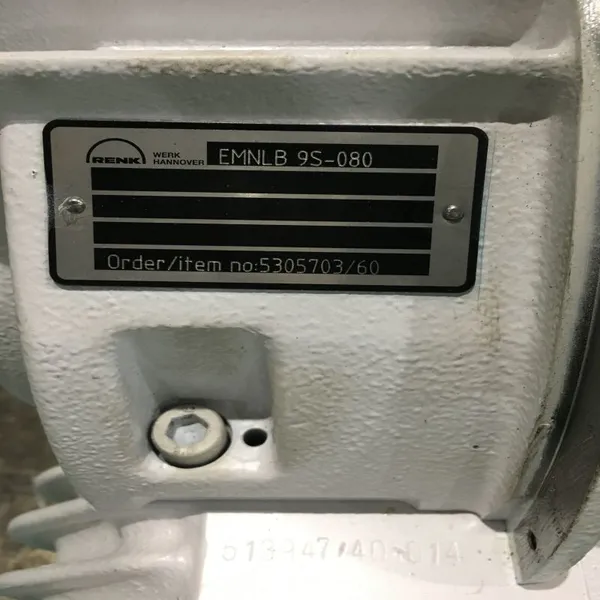 RENK WERK HANNOVER EMNLB 9S-080
Order/item no:5305703/60